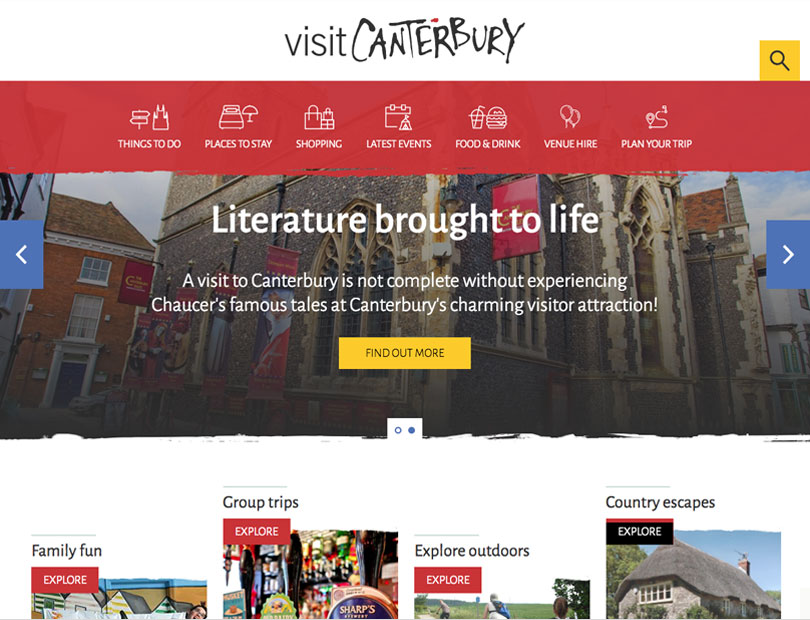 visit CANTERBURY
THINGS TO DO
PLACES TO STAY
SHOPPING
LATEST EVENTS
FOOD & DRINK
VENUE HIRE
PLAN YOUR TRIP
Literature brought to life
A visit to Canterbury is not complete without experiencing
Chaucer's famous tales at Canterbury's charming visitor attraction!
FIND OUT MORE
Group trips
EXPLORE
Country escapes
EXPLORE
Family fun
EXPLORE
Explore outdoors
EXPLORE
SHARP'S
BREWERY